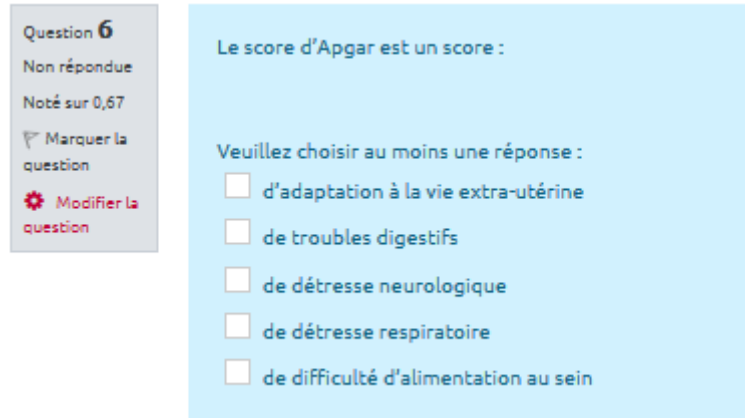 Question 6
Non répondue
Noté sur 0,67
Marquer la
question
Modifier la
question
Le score d'Apgar est un score :
Veuillez choisir au moins une réponse :
d'adaptation à la vie extra-utérine
de troubles digestifs
de détresse neurologique
de détresse respiratoire
de difficulté d'alimentation au sein